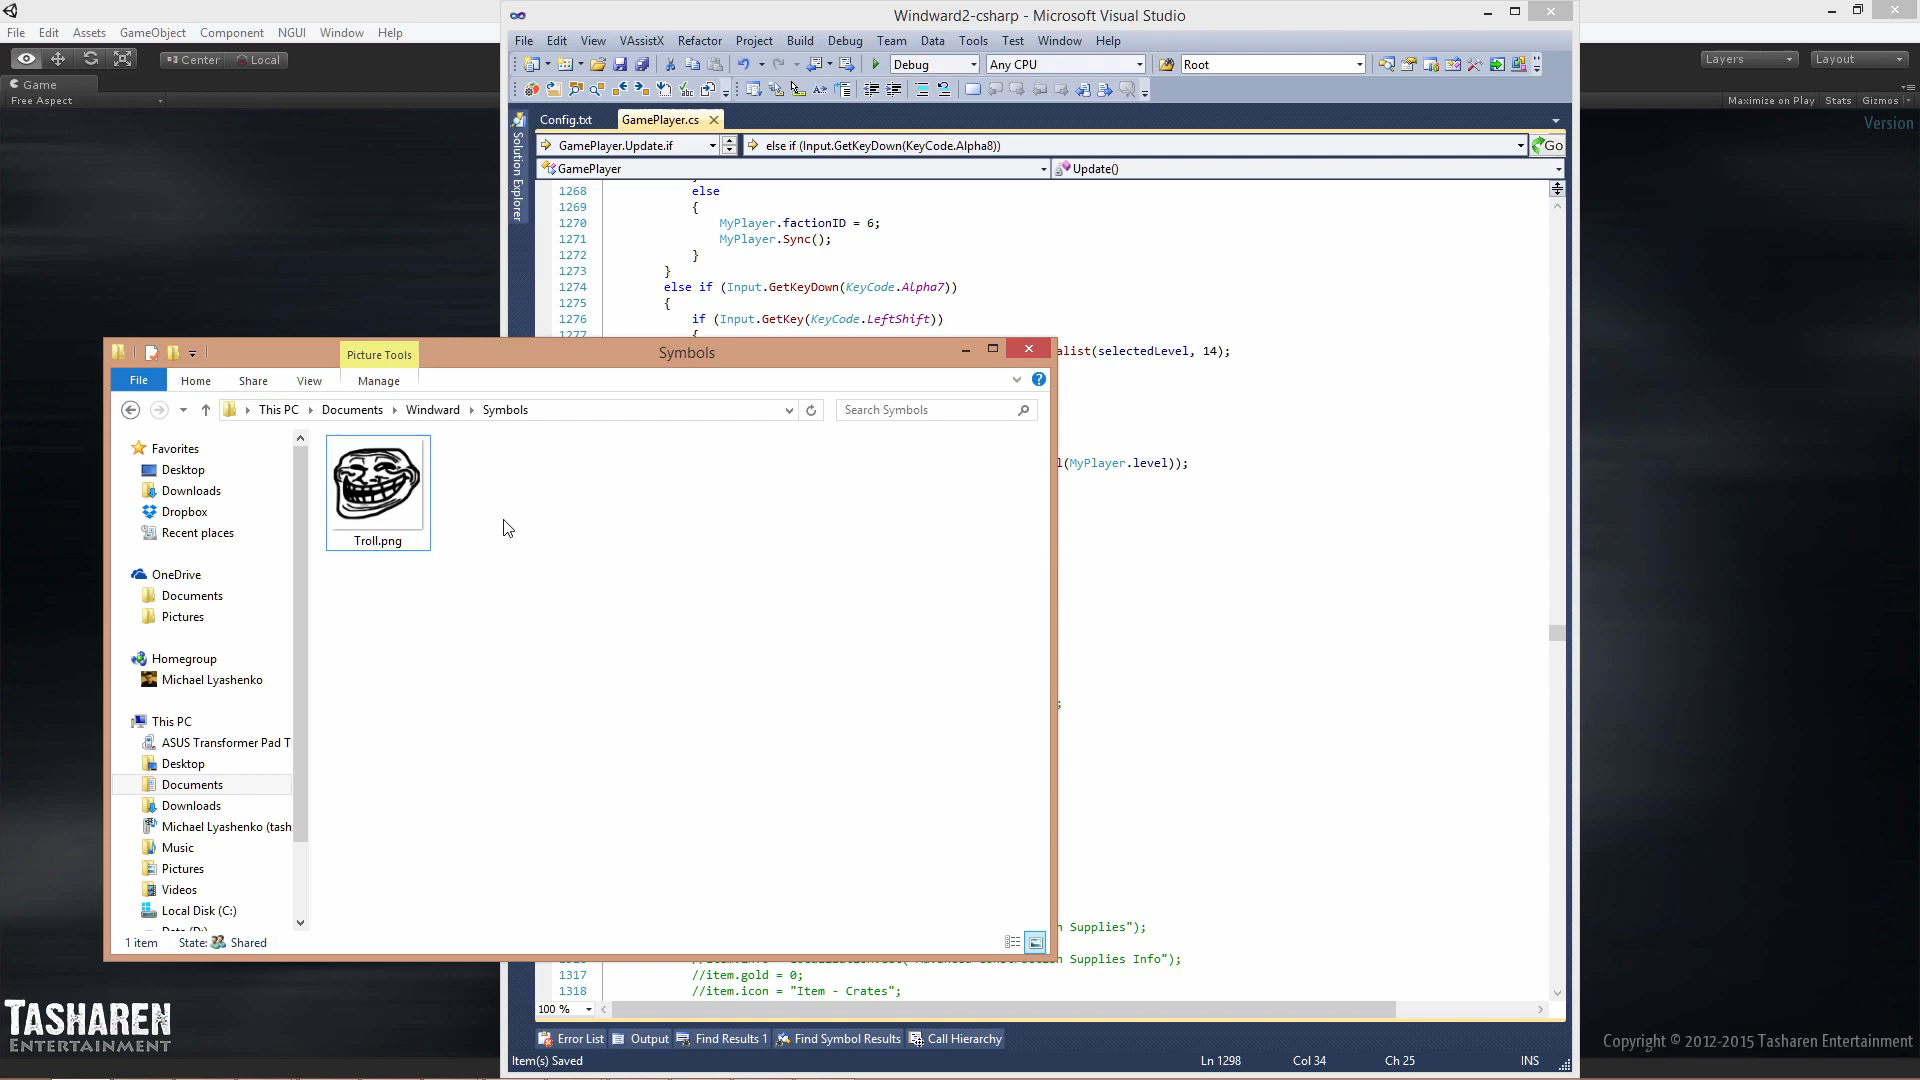 Windward2-csharp - Microsoft Visual Studio
File Edit Assets GameObject Component NGUI Window Help
File Edit View VAssistX Refactor Project Build Debug Team Data Tools Test Window Help
Center Local
Debug Any CPU Root
Layers Layout
Game
Free Aspect
Maximize on Play Stats Gizmos
Version
Solution Explorer
Config.txt GamePlayer.cs
GamePlayer.Update.if else if (Input.GetKeyDown(KeyCode.Alpha8)) Go
GamePlayer Update()
1268 else
1269 {
1270 MyPlayer.factionID = 6;
1271 MyPlayer.Sync();
1272 }
1273 }
1274 else if (Input.GetKeyDown(KeyCode.Alpha7))
1275 {
1276 if (Input.GetKey(KeyCode.LeftShift))
1277 {
alist(selectedLevel, 14);
l(MyPlayer.level));
;
Supplies");
Supplies Info");
1317 //item.gold = 0;
1318 //item.icon = "Item - Crates";
100 %
Error List Output Find Results 1 Find Symbol Results Call Hierarchy
Item(s) Saved Ln 1298 Col 34 Ch 25 INS
Picture Tools Symbols
File Home Share View Manage
This PC Documents Windward Symbols Search Symbols
Favorites
Desktop
Downloads
Dropbox
Recent places
OneDrive
Documents
Pictures
Homegroup
Michael Lyashenko
This PC
ASUS Transformer Pad T
Desktop
Documents
Downloads
Michael Lyashenko (tash
Music
Pictures
Videos
Local Disk (C:)
Troll.png
1 item State: Shared
TASHAREN
ENTERTAINMENT
Copyright © 2012-2015 Tasharen Entertainment